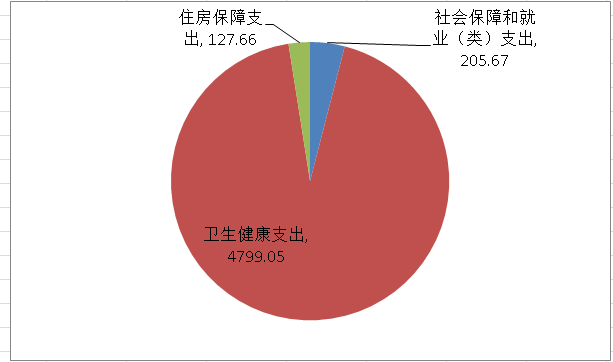 住房保障支
出, 127.66
社会保障和就
业（类）支出,
205.67
卫生健康支出,
4799.05